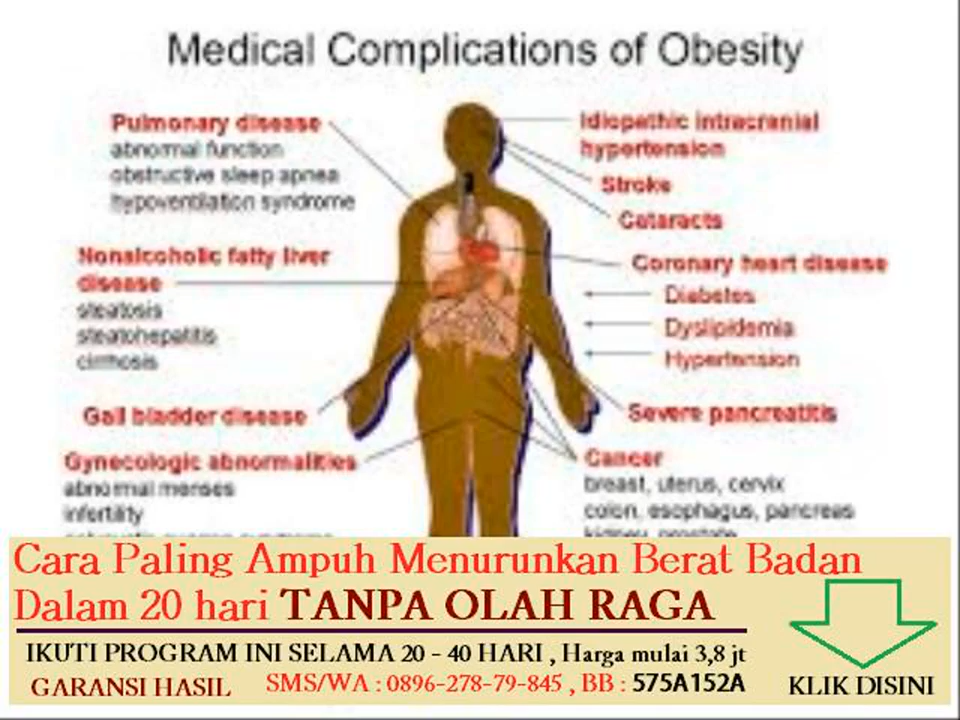 Medical Complications of Obesity
Pulmonary disease
abnormal function
obstructive sleep apnea
hypoventilation syndrome
Nonalcoholic fatty liver
disease
steatosis
steatohepatitis
cirrhosis
Gall bladder disease
Gynecologic abnormalities
abnormal menses
infertility
Idiopathic intracranial
hypertension
Stroke
Cataracts
Coronary heart disease
Diabetes
Dyslipidemia
Hypertension
Severe pancreatitis
Cancer
breast, uterus, cervix
colon, esophagus, pancreas
kidney, prostate
Cara Paling Ampuh Menurunkan Berat Badan
Dalam 20 hari TANPA OLAH RAGA
IKUTI PROGRAM INI SELAMA 20 - 40 HARI , Harga mulai 3,8 jt
GARANSI HASIL SMS/WA : 0896-278-79-845 , BB : 575A152A
KLIK DISINI